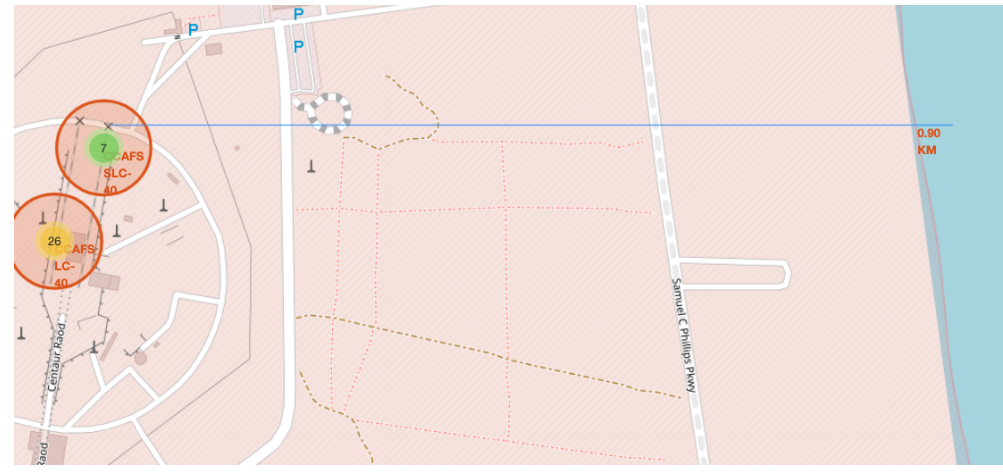 P
P
P
0.90
KM
7
CCAFS
SLC-
40
26
CCAFS
LC-
40
Samuel C Phillips Pkwy
Centaur Raod
Raod